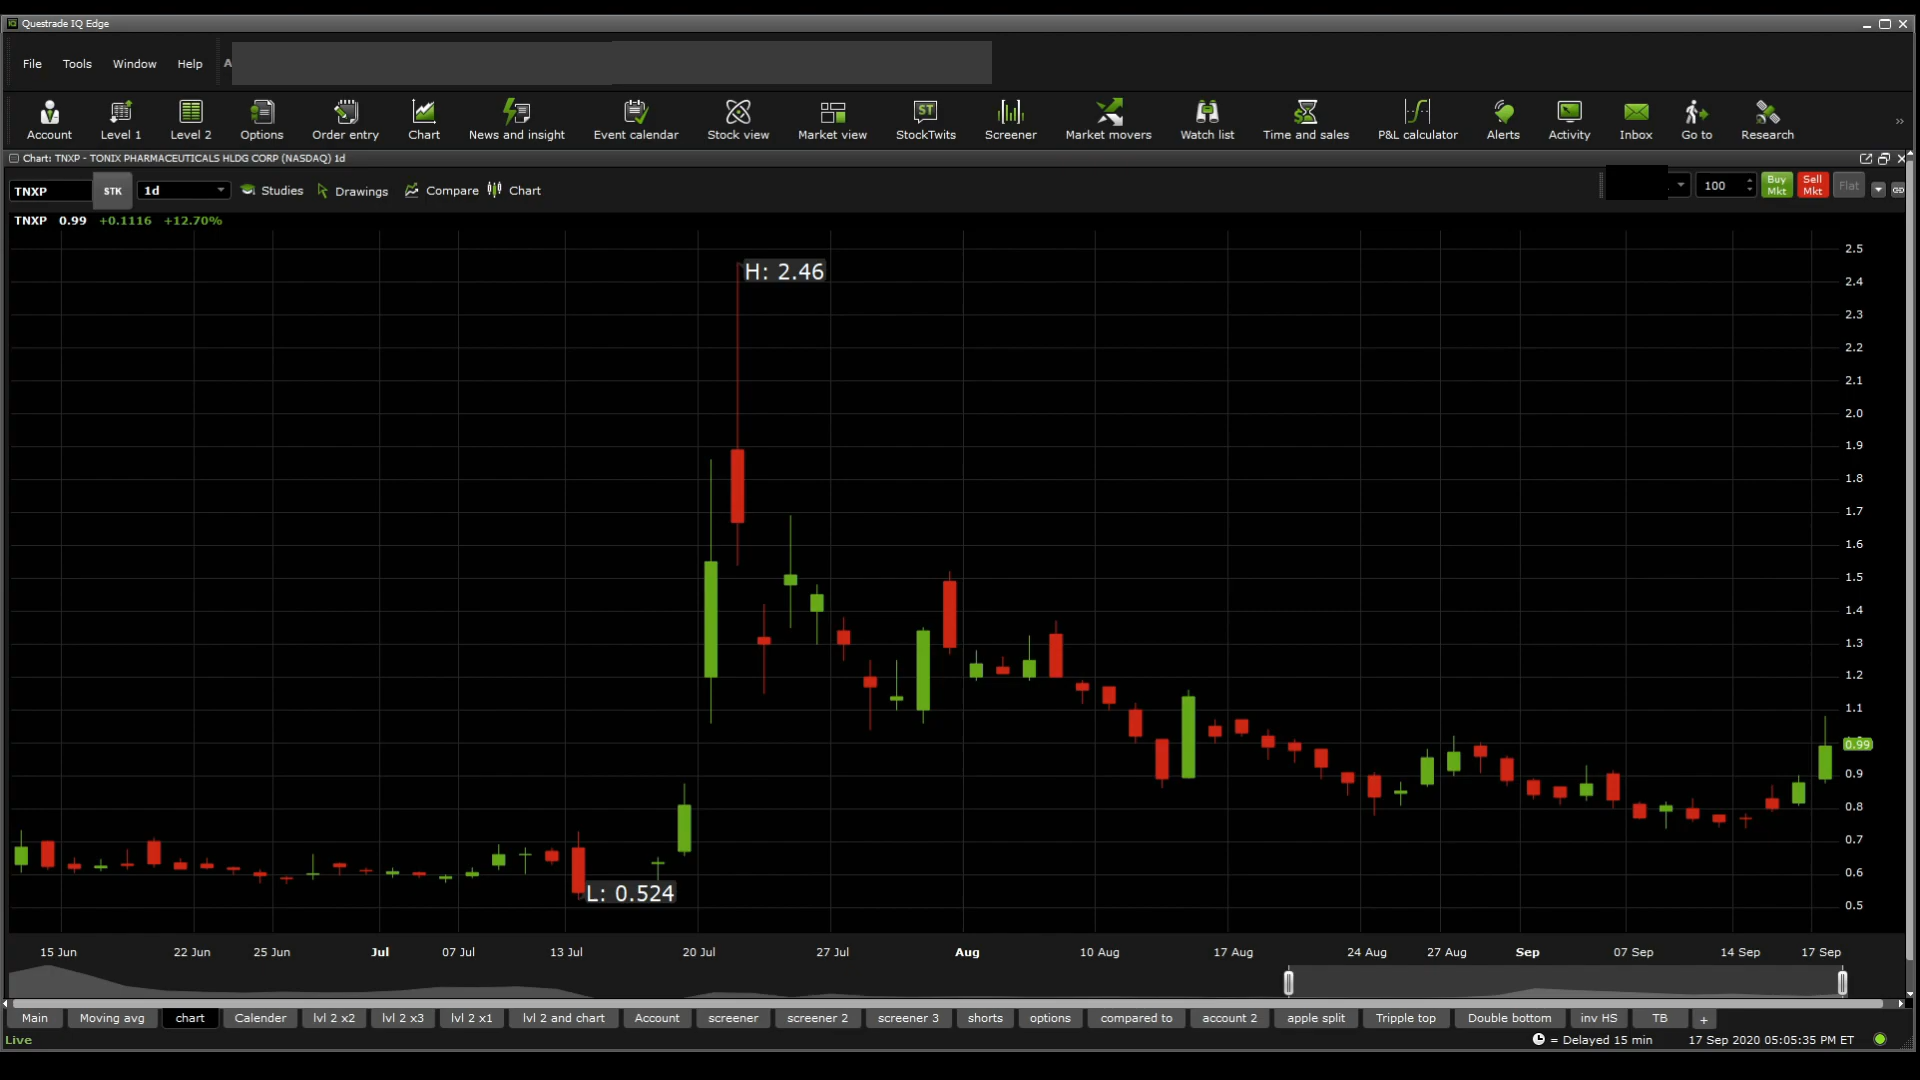 Questrade IQ Edge
File Tools Window Help A
Account Level 1 Level 2 Options Order entry Chart News and insight Event calendar Stock view Market view StockTwits Screener Market movers Watch list Time and sales P&L calculator Alerts Activity Inbox Go to Research
Chart: TNXP - TONIX PHARMACEUTICALS HLDG CORP (NASDAQ) 1d
TNXP STK 1d Studies Drawings Compare Chart 100 Buy Mkt Sell Mkt Flat
TNXP 0.99 +0.1116 +12.70%
2.5
H: 2.46
2.4
2.3
2.2
2.1
2.0
1.9
1.8
1.7
1.6
1.5
1.4
1.3
1.2
1.1
0.99
0.9
0.8
0.7
0.6
L: 0.524
0.5
15 Jun 22 Jun 25 Jun Jul 07 Jul 13 Jul 20 Jul 27 Jul Aug 10 Aug 17 Aug 24 Aug 27 Aug Sep 07 Sep 14 Sep 17 Sep
Main Moving avg chart Calender lvl 2 x2 lvl 2 x3 lvl 2 x1 lvl 2 and chart Account screener screener 2 screener 3 shorts options compared to account 2 apple split Tripple top Double bottom inv HS TB +
Live = Delayed 15 min 17 Sep 2020 05:05:35 PM ET